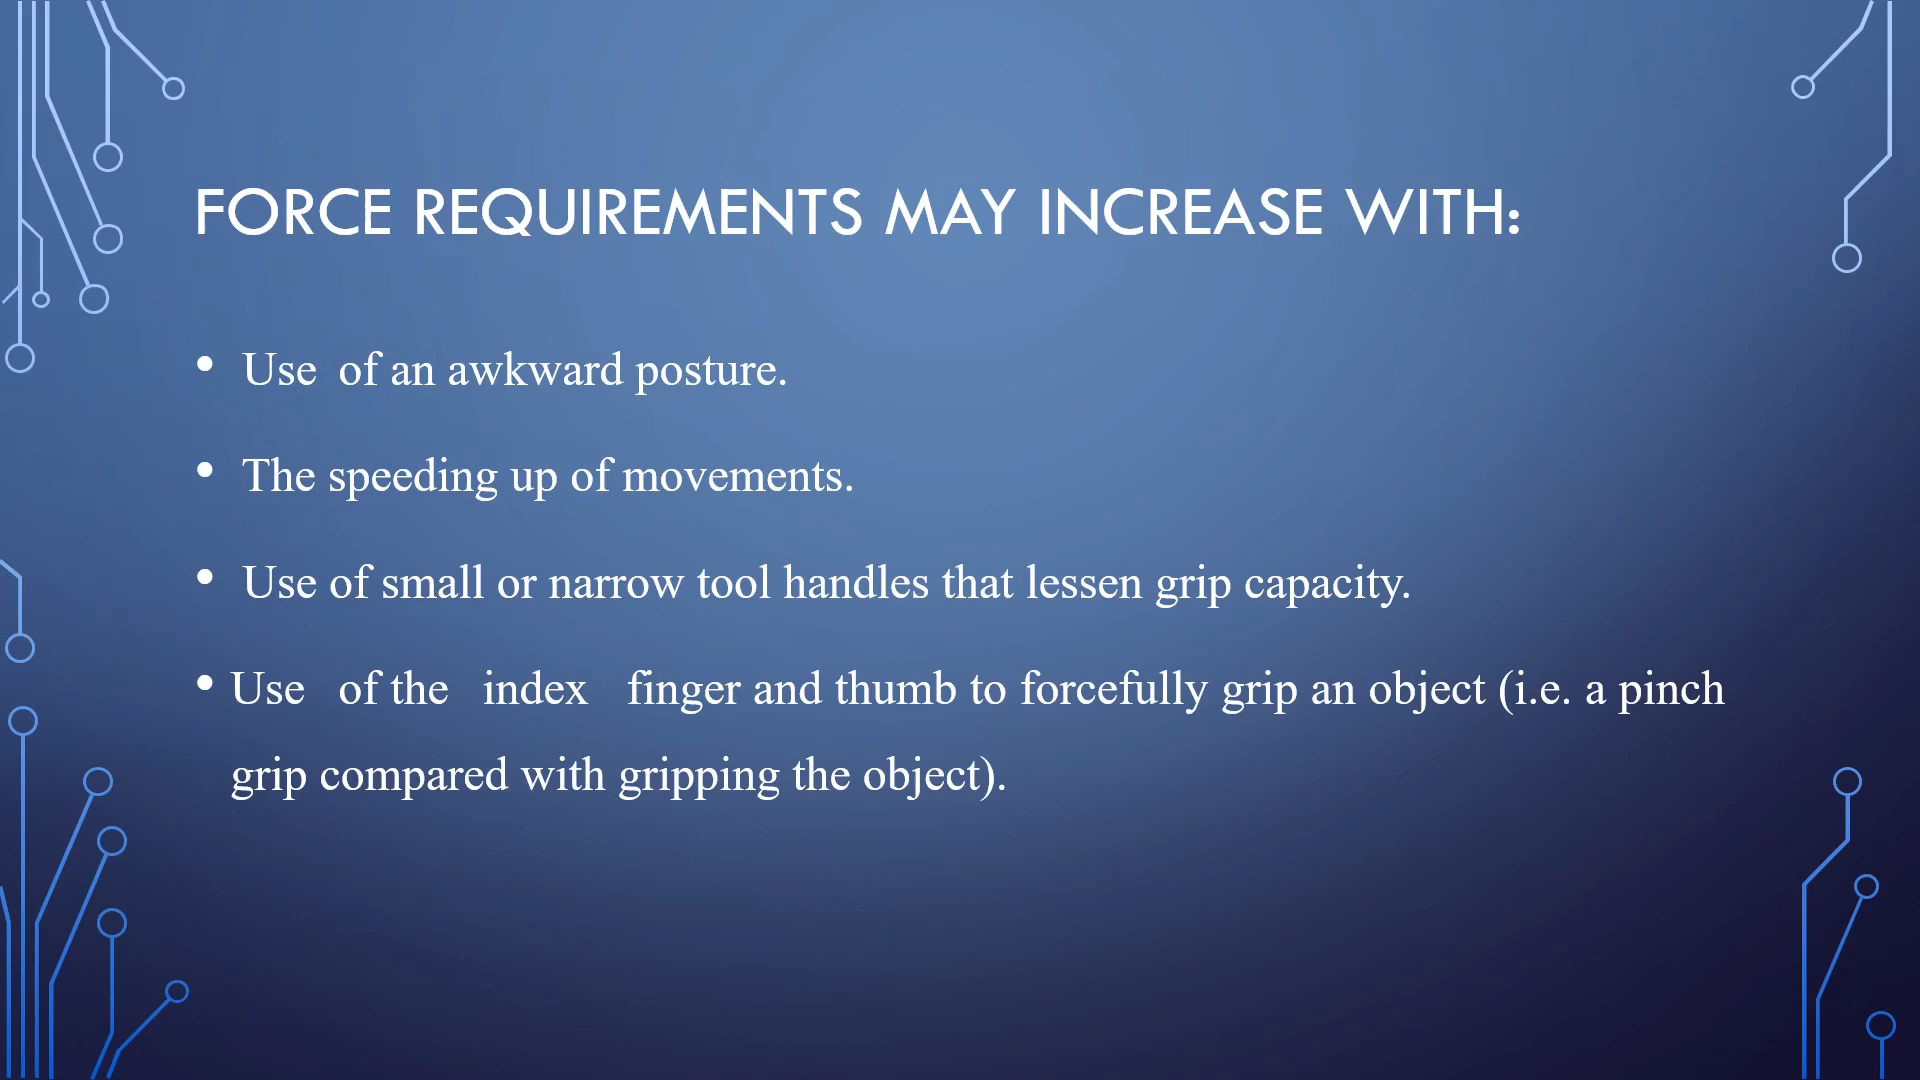 FORCE REQUIREMENTS MAY INCREASE WITH:
• Use of an awkward posture.
• The speeding up of movements.
• Use of small or narrow tool handles that lessen grip capacity.
• Use of the index finger and thumb to forcefully grip an object (i.e. a pinch
grip compared with gripping the object).